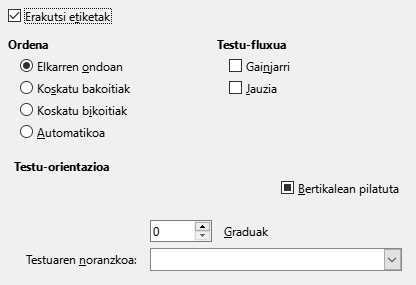 Erakutsi etiketak
Ordena
Testu-fluxua
Elkarren ondoan
Gainjarri
Koskatu bakoitiak
Jauzia
Koskatu bikoitiak
Automatikoa
Testu-orientazioa
Bertikalean pilatuta
0 Graduak
Testuaren noranzkoa: